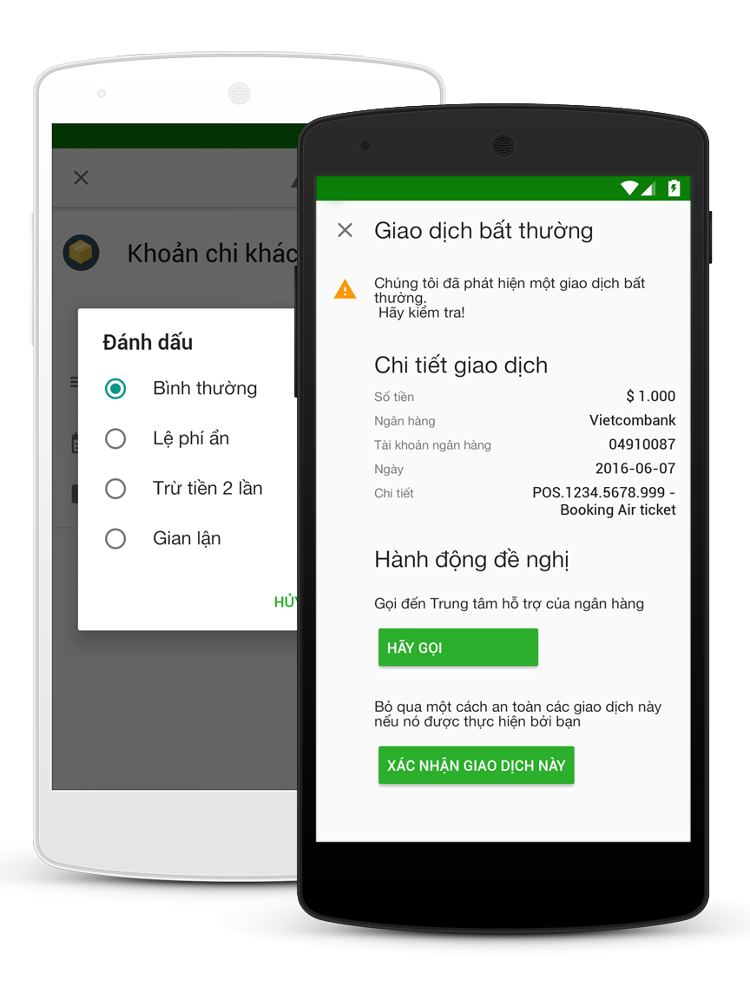 Khoản chi khác
Đánh dấu
Bình thường
Lệ phí ẩn
Trừ tiền 2 lần
Gian lận
Giao dịch bất thường
Chúng tôi đã phát hiện một giao dịch bất
thường.
Hãy kiểm tra!
Chi tiết giao dịch
Số tiền $ 1.000
Ngân hàng Vietcombank
Tài khoản ngân hàng 04910087
Ngày 2016-06-07
Chi tiết POS.1234.5678.999 -
Booking Air ticket
Hành động đề nghị
Gọi đến Trung tâm hỗ trợ của ngân hàng
HÃY GỌI
Bỏ qua một cách an toàn các giao dịch này
nếu nó được thực hiện bởi bạn
XÁC NHẬN GIAO DỊCH NÀY